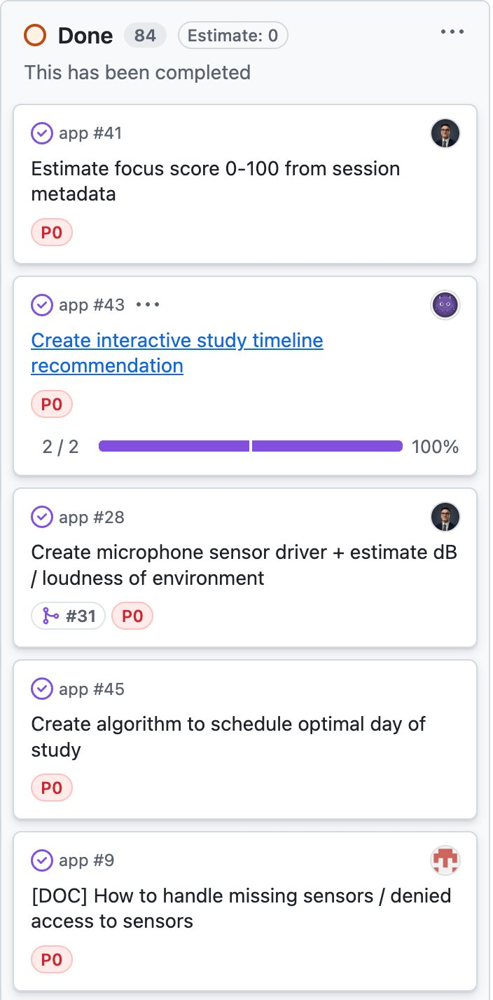 Done 84 Estimate: 0
This has been completed
app #41
Estimate focus score 0-100 from session
metadata
P0
app #43
Create interactive study timeline
recommendation
P0
2 / 2 100%
app #28
Create microphone sensor driver + estimate dB
/ loudness of environment
#31 P0
app #45
Create algorithm to schedule optimal day of
study
P0
app #9
[DOC] How to handle missing sensors / denied
access to sensors
P0